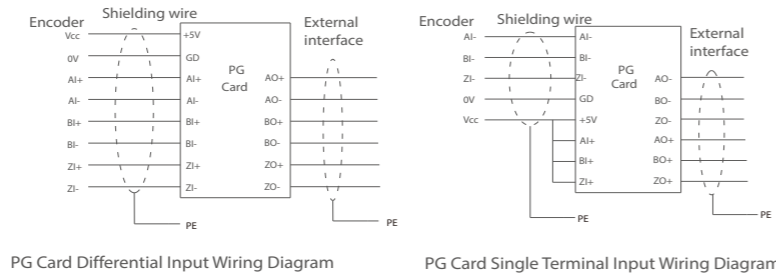 Encoder
Shielding wire
External
interface
Vcc
0V
AI+
AI-
BI+
BI-
ZI+
ZI-
+5V
GD
AI+
AI-
BI+
BI-
ZI+
ZI-
PG
Card
AO+
AO-
BO+
BO-
ZO+
ZO-
PE
PE
PG Card Differential Input Wiring Diagram
Encoder
Shielding wire
External
interface
AI-
BI-
ZI-
0V
Vcc
AI-
BI-
ZI-
GD
+5V
AI+
BI+
ZI+
PG
Card
AO-
BO-
ZO-
AO+
BO+
ZO+
PE
PE
PG Card Single Terminal Input Wiring Diagram